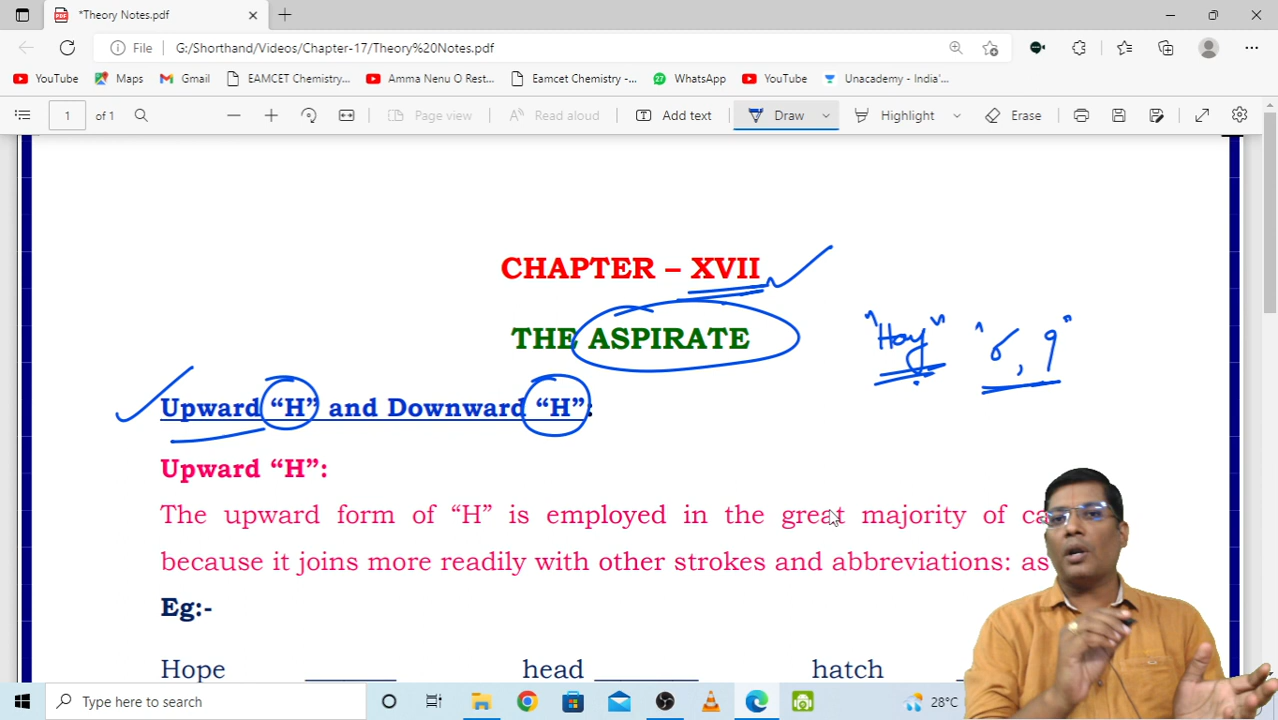 *Theory Notes.pdf
File G:/Shorthand/Videos/Chapter-17/Theory%20Notes.pdf
YouTube Maps Gmail EAMCET Chemistry... Amma Nenu O Rest... Eamcet Chemistry -... 27 WhatsApp YouTube Unacademy - India'...
1 of 1 Page view Read aloud Add text Draw Highlight Erase
CHAPTER – XVII
THE ASPIRATE
"Hay" " , "
Upward “H” and Downward “H”:
Upward “H”:
The upward form of “H” is employed in the great majority of
because it joins more readily with other strokes and abbreviations: as
Eg:-
Hope ______ head ______ hatch
Type here to search 28°C